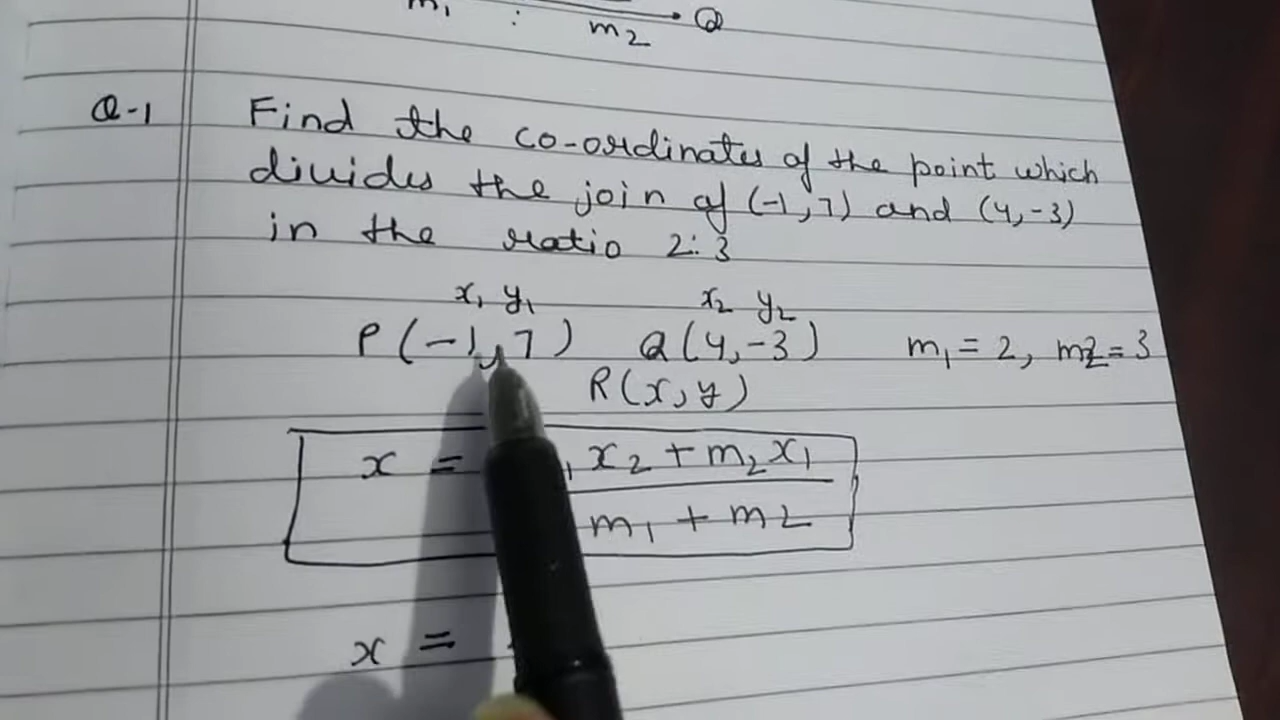 m₁ : m₂ Q
Q-1 Find the co-ordinates of the point which
divides the join of (-1,7) and (4,-3)
in the ratio 2:3
x₁ y₁ x₂ y₂
P(-1,7) Q(4,-3) m₁ = 2, m2 = 3
R(x,y)
x = ₁ x₂ + m₂x₁
m₁ + m2
x =